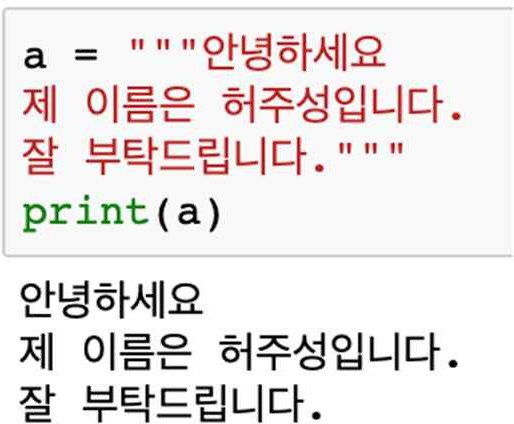 a = """안녕하세요
제 이름은 허주성입니다.
잘 부탁드립니다."""
print(a)
안녕하세요
제 이름은 허주성입니다.
잘 부탁드립니다.